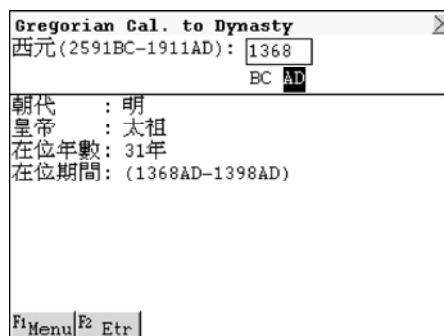 Gregorian Cal. to Dynasty
西元(2591BC-1911AD): 1368
BC AD
朝代 : 明
皇帝 : 太祖
在位年數: 31年
在位期間: (1368AD-1398AD)
F1 Menu F2 Etr